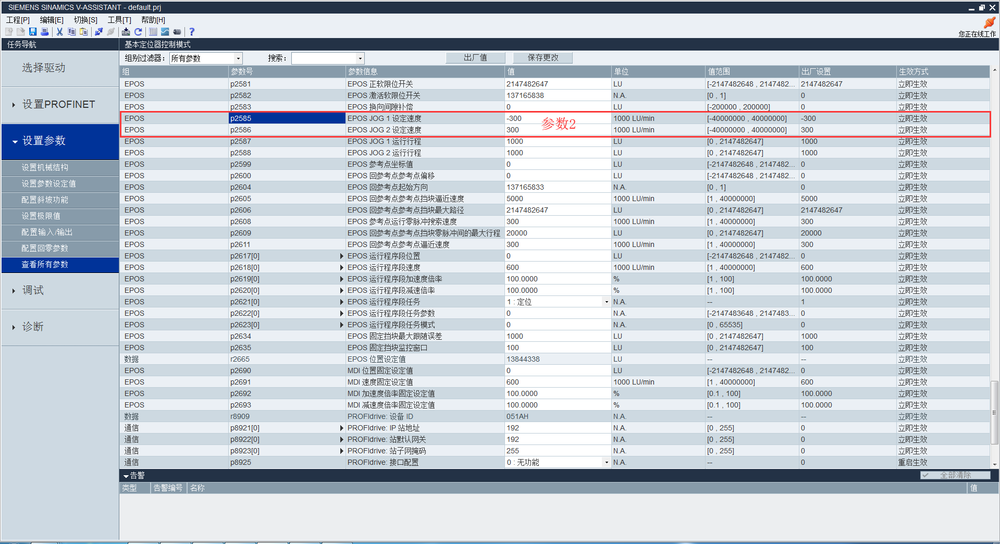 SIEMENS SINAMICS V-ASSISTANT - default.prj
工程[P] 编辑[E] 切换[S] 工具[T] 帮助[H]
您正在线工作
任务导航 基本定位器控制模式
组别过滤器： 所有参数 搜索： 出厂值 保存更改
组 参数号 参数信息 值 单位 值范围 出厂设置 生效方式
EPOS p2581 EPOS 正软限位开关 2147482647 LU [-2147482648 , 2147482... 2147482647 立即生效
EPOS p2582 EPOS 激活软限位开关 137165838 N.A. [0 , 1] 0 立即生效
EPOS p2583 EPOS 换向间隙补偿 0 LU [-200000 , 200000] 0 立即生效
EPOS p2585 EPOS JOG 1 设定速度 -300 1000 LU/min [-40000000 , 40000000] -300 立即生效
参数2
EPOS p2586 EPOS JOG 2 设定速度 300 1000 LU/min [-40000000 , 40000000] 300 立即生效
EPOS p2587 EPOS JOG 1 运行行程 1000 LU [0 , 2147482647] 1000 立即生效
EPOS p2588 EPOS JOG 2 运行行程 1000 LU [0 , 2147482647] 1000 立即生效
EPOS p2599 EPOS 参考点坐标值 0 LU [-2147482648 , 2147482... 0 立即生效
EPOS p2600 EPOS 回参考点参考点偏移 0 LU [-2147482648 , 2147482... 0 立即生效
EPOS p2604 EPOS 回参考点起始方向 137165833 N.A. [0 , 1] 0 立即生效
EPOS p2605 EPOS 回参考点参考点挡块逼近速度 5000 1000 LU/min [1 , 40000000] 5000 立即生效
EPOS p2606 EPOS 回参考点参考点挡块最大路径 2147482647 LU [0 , 2147482647] 2147482647 立即生效
EPOS p2608 EPOS 参考点运行零脉冲搜索速度 300 1000 LU/min [1 , 40000000] 300 立即生效
EPOS p2609 EPOS 回参考点参考点挡块零脉冲间的最大行程 20000 LU [0 , 2147482647] 20000 立即生效
EPOS p2611 EPOS 回参考点参考点逼近速度 300 1000 LU/min [1 , 40000000] 300 立即生效
EPOS p2617[0] EPOS 运行程序段位置 0 LU [-2147482648 , 2147482... 0 立即生效
EPOS p2618[0] EPOS 运行程序段速度 600 1000 LU/min [1 , 40000000] 600 立即生效
EPOS p2619[0] EPOS 运行程序段加速度倍率 100.0000 % [1 , 100] 100.0000 立即生效
EPOS p2620[0] EPOS 运行程序段减速倍率 100.0000 % [1 , 100] 100.0000 立即生效
EPOS p2621[0] EPOS 运行程序段任务 1 : 定位 N.A. -- 1 立即生效
EPOS p2622[0] EPOS 运行程序段任务参数 0 N.A. [-2147483648 , 2147483... 0 立即生效
EPOS p2623[0] EPOS 运行程序段任务模式 0 N.A. [0 , 65535] 0 立即生效
EPOS p2634 EPOS 固定挡块最大跟随误差 1000 LU [0 , 2147482647] 1000 立即生效
EPOS p2635 EPOS 固定挡块监控窗口 100 LU [0 , 2147482647] 100 立即生效
数据 r2665 EPOS 位置设定值 13844338 LU -- -- 立即生效
EPOS p2690 MDI 位置固定设定值 0 LU [-2147482648 , 2147482... 0 立即生效
EPOS p2691 MDI 速度固定设定值 600 1000 LU/min [1 , 40000000] 600 立即生效
EPOS p2692 MDI 加速度倍率固定设定值 100.0000 % [0.1 , 100] 100.0000 立即生效
EPOS p2693 MDI 减速度倍率固定设定值 100.0000 % [0.1 , 100] 100.0000 立即生效
数据 r8909 PROFIdrive: 设备 ID 051AH N.A. -- -- 立即生效
通信 p8921[0] PROFIdrive: IP 站地址 192 N.A. [0 , 255] 0 立即生效
通信 p8922[0] PROFIdrive: 站默认网关 192 N.A. [0 , 255] 0 立即生效
通信 p8923[0] PROFIdrive: 站子网掩码 255 N.A. [0 , 255] 0 立即生效
通信 p8925 PROFIdrive: 接口配置 0 : 无功能 N.A. -- 0 重启生效
选择驱动
设置PROFINET
设置参数
设置机械结构
设置参数设定值
配置斜坡功能
设置极限值
配置输入/输出
配置回零参数
查看所有参数
调试
诊断
告警 全部清除
类型 告警编号 名称 值